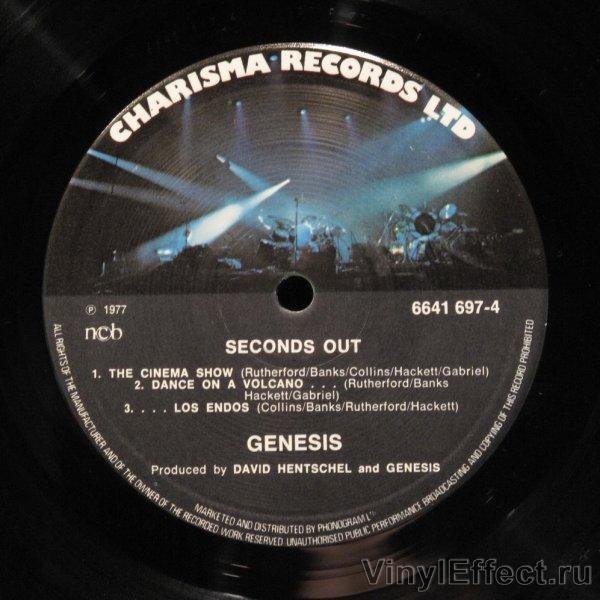 CHARISMA RECORDS LTD
℗ 1977
6641 697-4
ncb
SECONDS OUT
1. THE CINEMA SHOW (Rutherford/Banks/Collins/Hackett/Gabriel)
2. DANCE ON A VOLCANO . . . (Rutherford/Banks
Hackett/Gabriel)
3. . . . LOS ENDOS (Collins/Banks/Rutherford/Hackett)
GENESIS
Produced by DAVID HENTSCHEL and GENESIS
ALL RIGHTS OF THE MANUFACTURER AND OF THE OWNER OF THE RECORDED WORK RESERVED. UNAUTHORISED PUBLIC PERFORMANCE BROADCASTING AND COPYING OF THIS RECORD PROHIBITED
MARKETED AND DISTRIBUTED BY PHONOGRAM
VinylEffect.ru